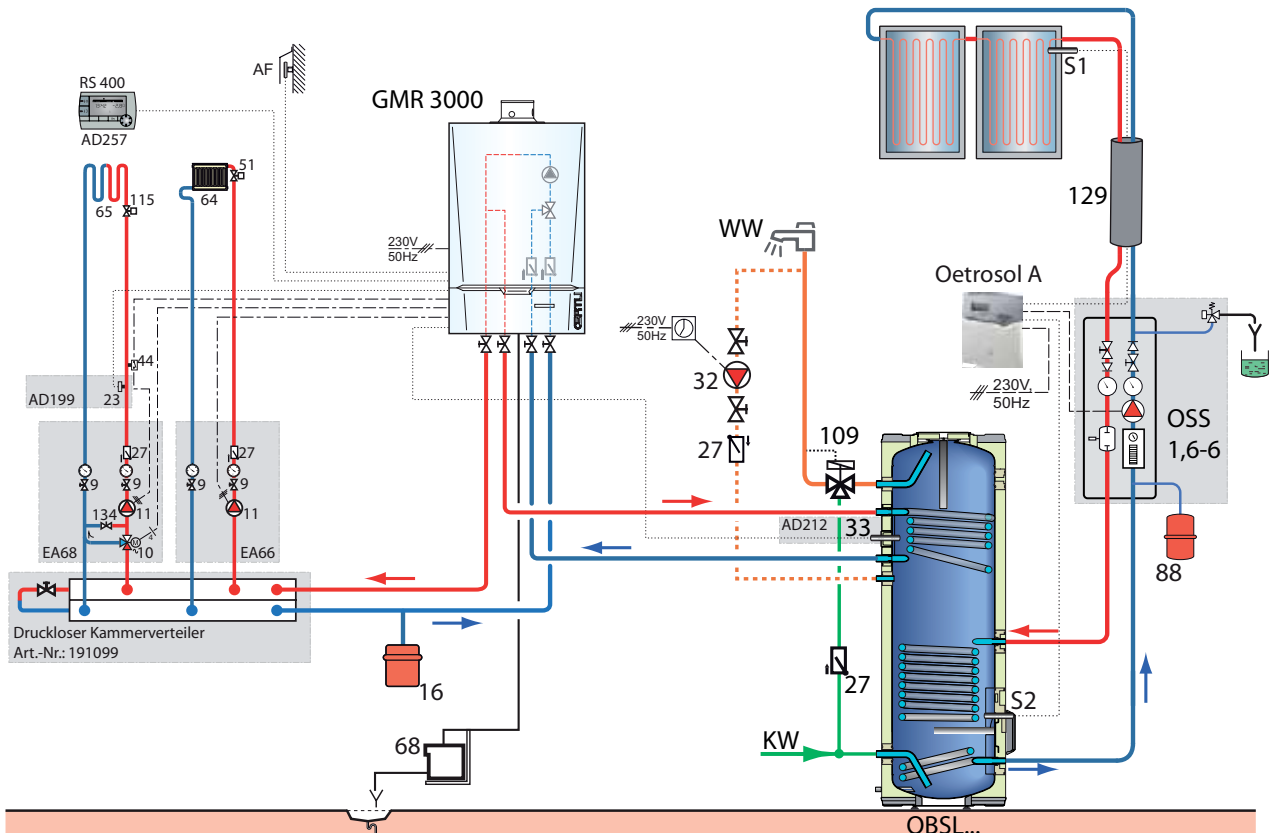 RS 400
AD257
AF
GMR 3000
S1
51
115
65
64
129
230V
50Hz
WW
Oetrosol A
OERTLI
230V
50Hz
44
AD199
23
32
230V
50Hz
OSS
1,6-6
27
27
27
109
9
9
9
9
134
11
11
AD212
33
10
EA68
EA66
88
Druckloser Kammerverteiler
Art.-Nr.: 191099
16
27
S2
68
KW
OBSL...